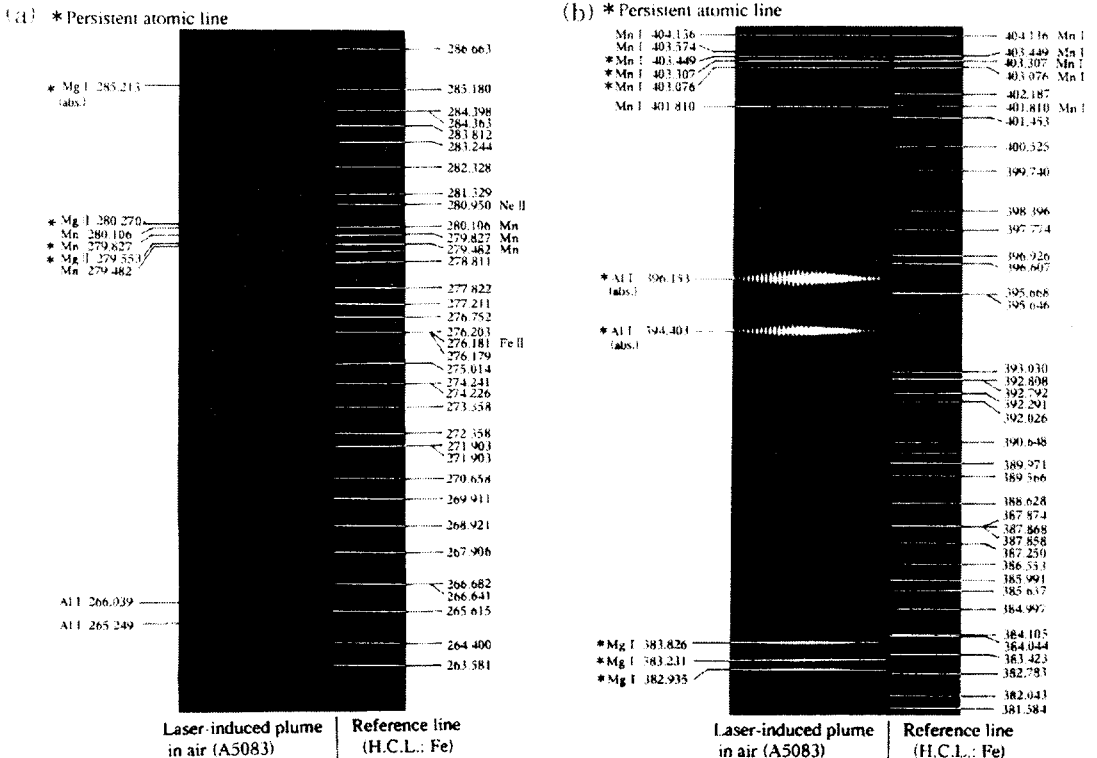 (a) * Persistent atomic line
* Mg I 285.213
(abs.)
* Mg II 280.270
Mn 280.106
* Mn 279.827
* Mg II 279.553
Mn 279.482
Al I 266.039
Al I 265.249
286.663
285.180
284.398
284.363
283.812
283.244
282.328
281.329
280.950 Ne II
280.106 Mn
279.827 Mn
279.482 Mn
278.811
277.822
277.211
276.752
276.203
276.181 Fe II
276.179
275.014
274.241
274.226
273.358
272.358
271.903
271.903
270.658
269.911
268.921
267.906
266.682
266.641
265.615
264.400
263.581
Laser-induced plume
in air (A5083)
Reference line
(H.C.L.: Fe)
(b) * Persistent atomic line
Mn I 404.136
Mn I 403.574
* Mn I 403.449
* Mn I 403.307
* Mn I 403.076
Mn I 401.810
* Al I 396.153
(abs.)
* Al I 394.403
(abs.)
* Mg I 383.826
* Mg I 383.231
* Mg I 382.935
404.136 Mn I
403.449 Mn I
403.307 Mn I
403.076 Mn I
402.187
401.810 Mn I
401.453
400.525
399.740
398.396
397.774
396.926
396.607
395.668
395.646
393.030
392.808
392.792
392.291
392.026
390.648
389.971
389.566
388.628
387.874
387.868
387.858
387.250
386.553
385.991
385.637
384.997
384.105
384.044
383.423
382.783
382.043
381.584
Laser-induced plume
in air (A5083)
Reference line
(H.C.L.: Fe)